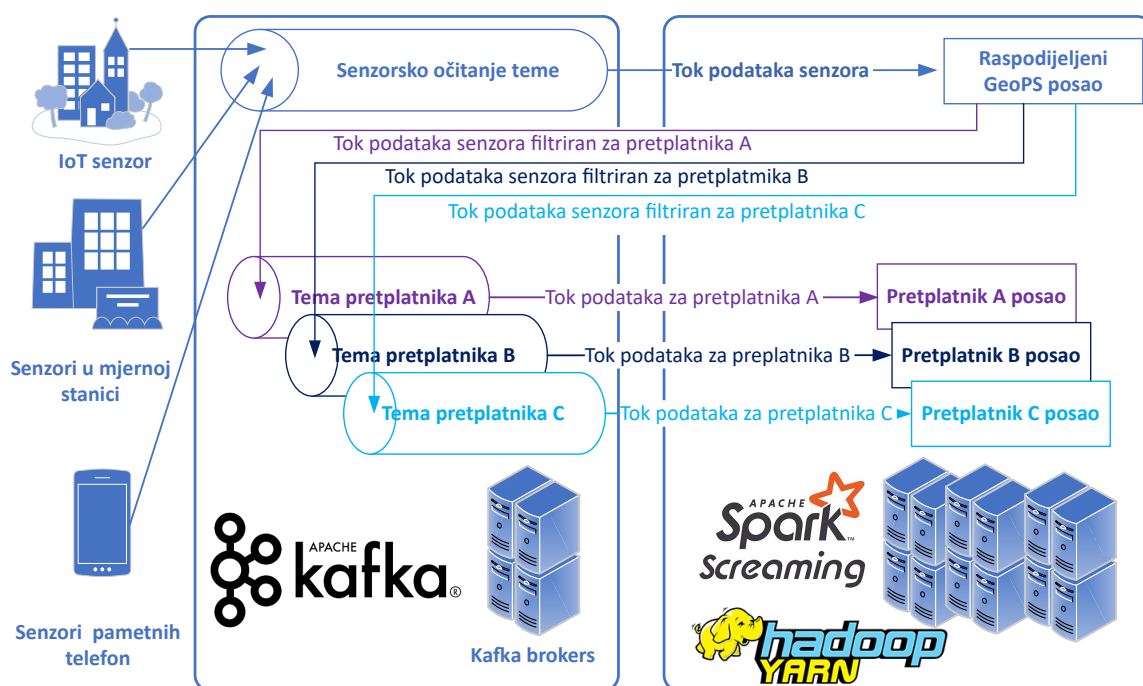 Senzorsko očitanje teme
Tok podataka senzora
Raspodijeljeni
GeoPS posao
IoT senzor
Tok podataka senzora filtriran za pretplatnika A
Tok podataka senzora filtriran za pretplatmika B
Tok podataka senzora filtriran za pretplatnika C
Tema pretplatnika A
Tok podataka za pretplatnika A
Pretplatnik A posao
Tema pretplatnika B
Tok podataka za preplatnika B
Pretplatnik B posao
Senzori u mjernoj
stanici
Tema pretplatnika C
Tok podataka za pretplatnika C
Pretplatnik C posao
APACHE
kafka®
APACHE
Spark™
Screaming
Senzori pametnih
telefon
Kafka brokers
hadoop
YARN